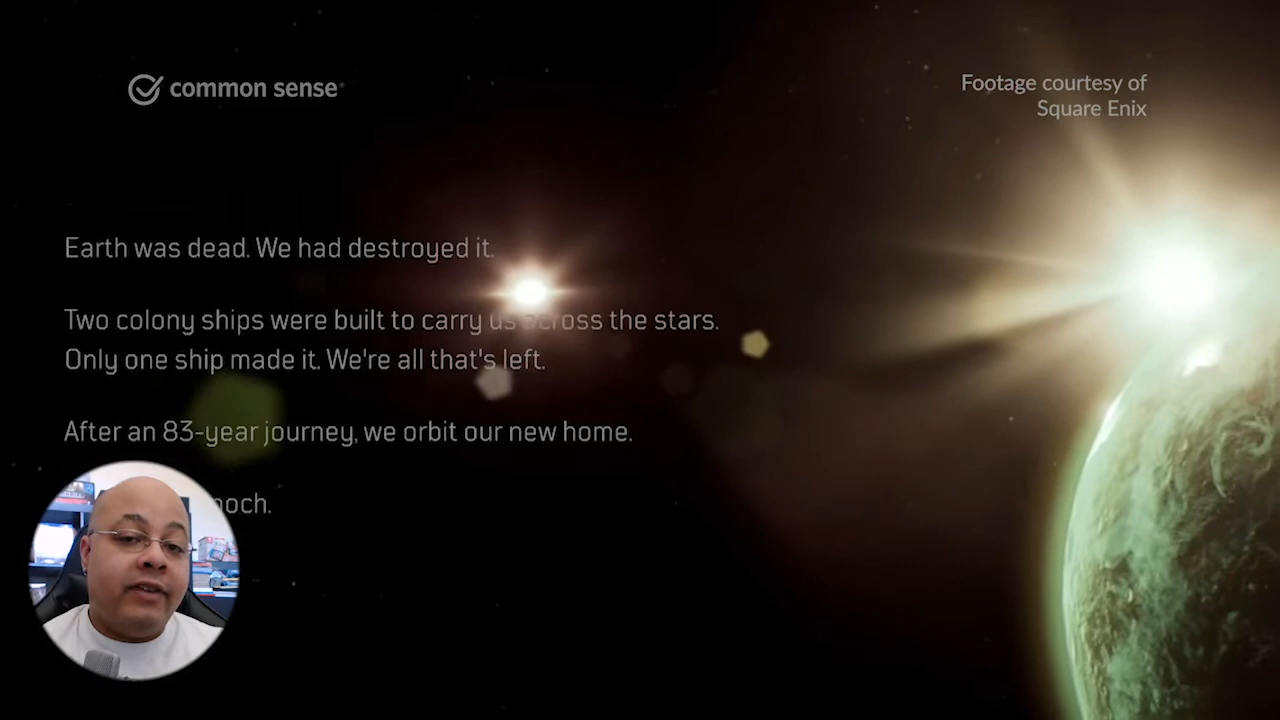 common sense
Footage courtesy of
Square Enix
Earth was dead. We had destroyed it.
Two colony ships were built to carry us across the stars.
Only one ship made it. We're all that's left.
After an 83-year journey, we orbit our new home.
och.